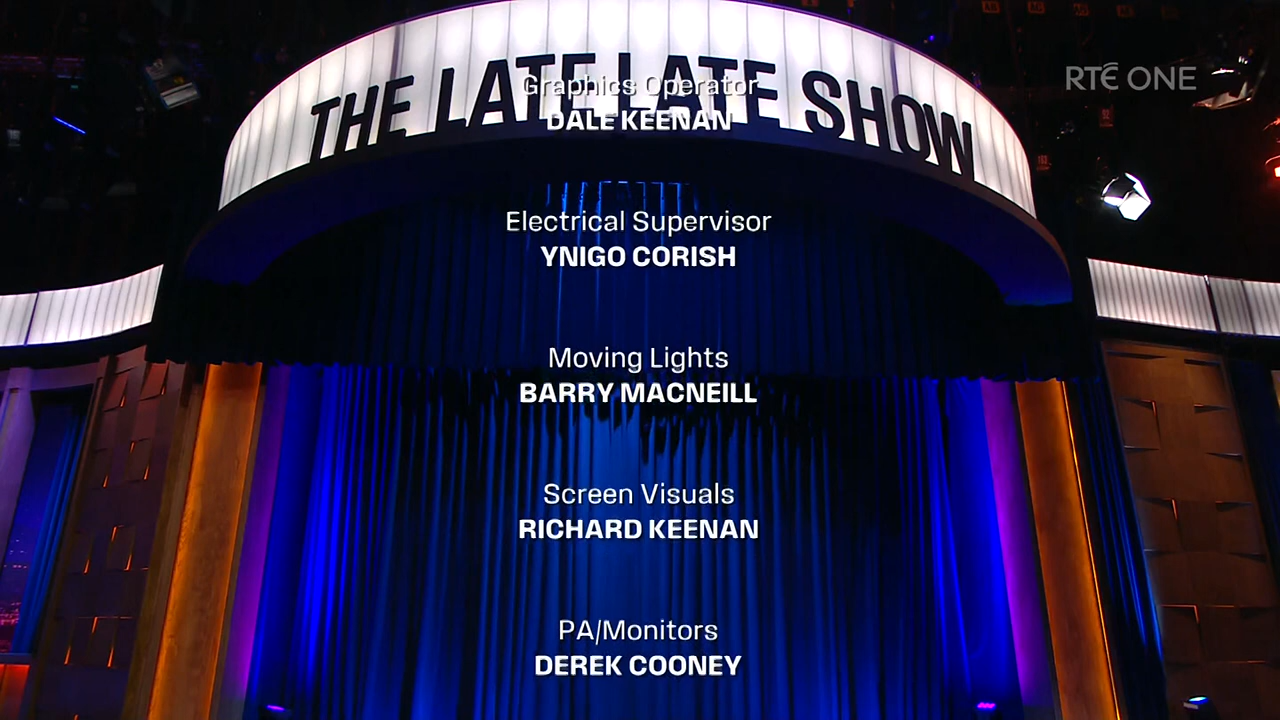 THE LATE LATE SHOW
RTÉ ONE
Graphics Operator
DALE KEENAN
Electrical Supervisor
YNIGO CORISH
Moving Lights
BARRY MACNEILL
Screen Visuals
RICHARD KEENAN
PA/Monitors
DEREK COONEY